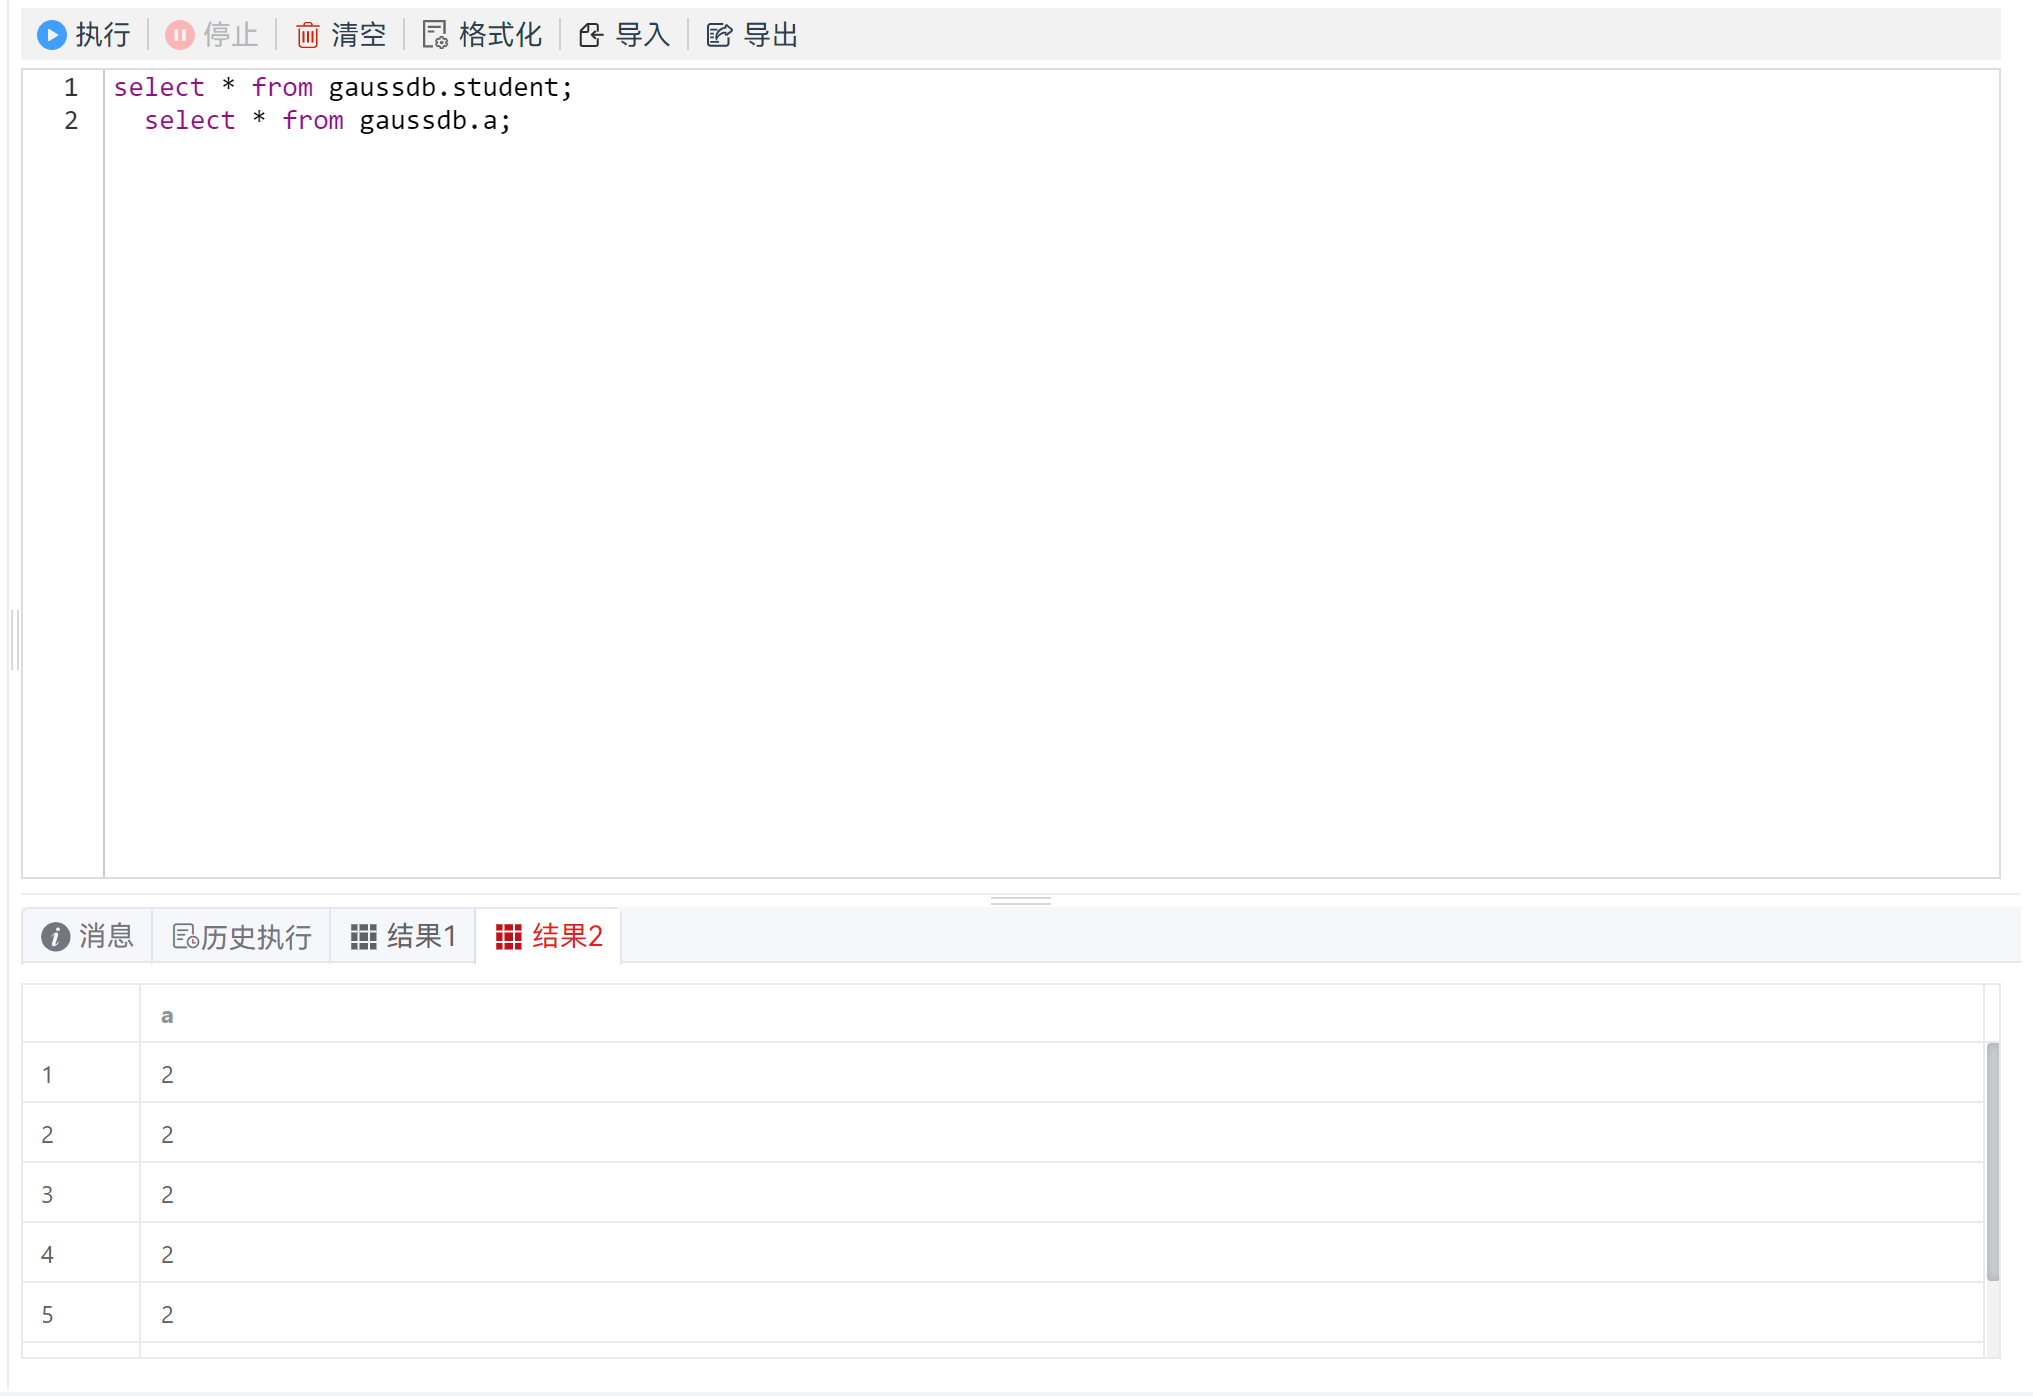 执行 停止 清空 格式化 导入 导出
1 select * from gaussdb.student;
2 select * from gaussdb.a;
消息 历史执行 结果1 结果2
a
1 2
2 2
3 2
4 2
5 2